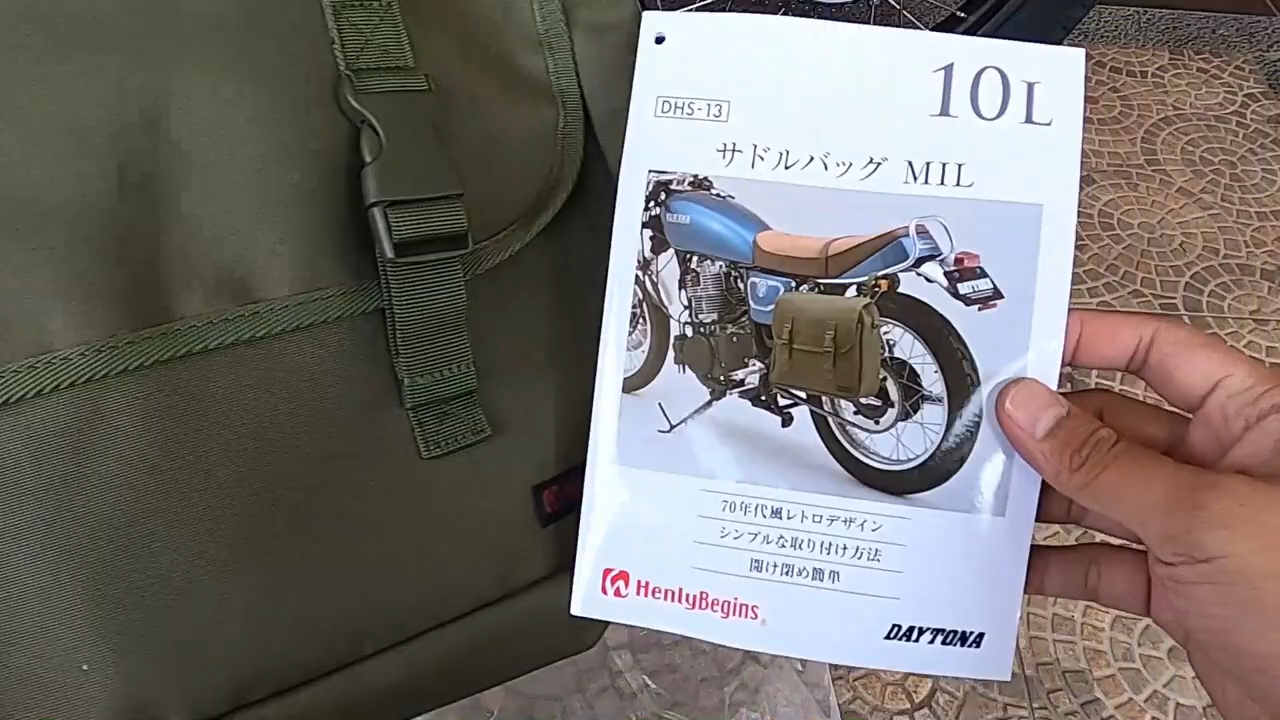 10L
DHS-13
サドルバッグ MIL
DAYTONA
70年代風レトロデザイン
シンプルな取り付け方法
開け閉め簡単
HenlyBegins
DAYTONA